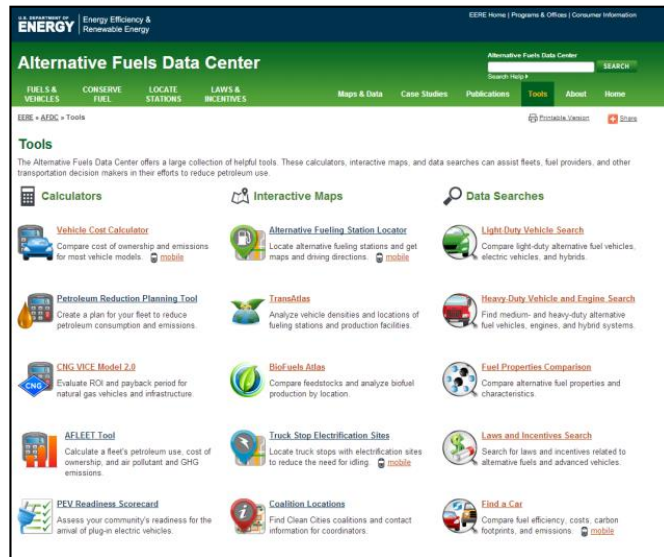 U.S. DEPARTMENT OF
ENERGY
Energy Efficiency &
Renewable Energy
EERE Home | Programs & Offices | Consumer Information
Alternative Fuels Data Center
Alternative Fuels Data Center
SEARCH
Search Help
FUELS &
VEHICLES
CONSERVE
FUEL
LOCATE
STATIONS
LAWS &
INCENTIVES
Maps & Data
Case Studies
Publications
Tools
About
Home
EERE » AFDC » Tools
Printable Version
Share
Tools
The Alternative Fuels Data Center offers a large collection of helpful tools. These calculators, interactive maps, and data searches can assist fleets, fuel providers, and other
transportation decision makers in their efforts to reduce petroleum use.
Calculators
Vehicle Cost Calculator
Compare cost of ownership and emissions
for most vehicle models. mobile
Petroleum Reduction Planning Tool
Create a plan for your fleet to reduce
petroleum consumption and emissions.
CNG
CNG VICE Model 2.0
Evaluate ROI and payback period for
natural gas vehicles and infrastructure.
AFLEET Tool
Calculate a fleet's petroleum use, cost of
ownership, and air pollutant and GHG
emissions.
PEV Readiness Scorecard
Assess your community's readiness for the
arrival of plug-in electric vehicles.
Interactive Maps
Alternative Fueling Station Locator
Locate alternative fueling stations and get
maps and driving directions. mobile
TransAtlas
Analyze vehicle densities and locations of
fueling stations and production facilities.
BioFuels Atlas
Compare feedstocks and analyze biofuel
production by location.
Truck Stop Electrification Sites
Locate truck stops with electrification sites
to reduce the need for idling. mobile
Coalition Locations
Find Clean Cities coalitions and contact
information for coordinators.
Data Searches
Light-Duty Vehicle Search
Compare light-duty alternative fuel vehicles,
electric vehicles, and hybrids.
Heavy-Duty Vehicle and Engine Search
Find medium- and heavy-duty alternative
fuel vehicles, engines, and hybrid systems.
Fuel Properties Comparison
Compare alternative fuel properties and
characteristics.
Laws and Incentives Search
Search for laws and incentives related to
alternative fuels and advanced vehicles.
Find a Car
Compare fuel efficiency, costs, carbon
footprints, and emissions. mobile